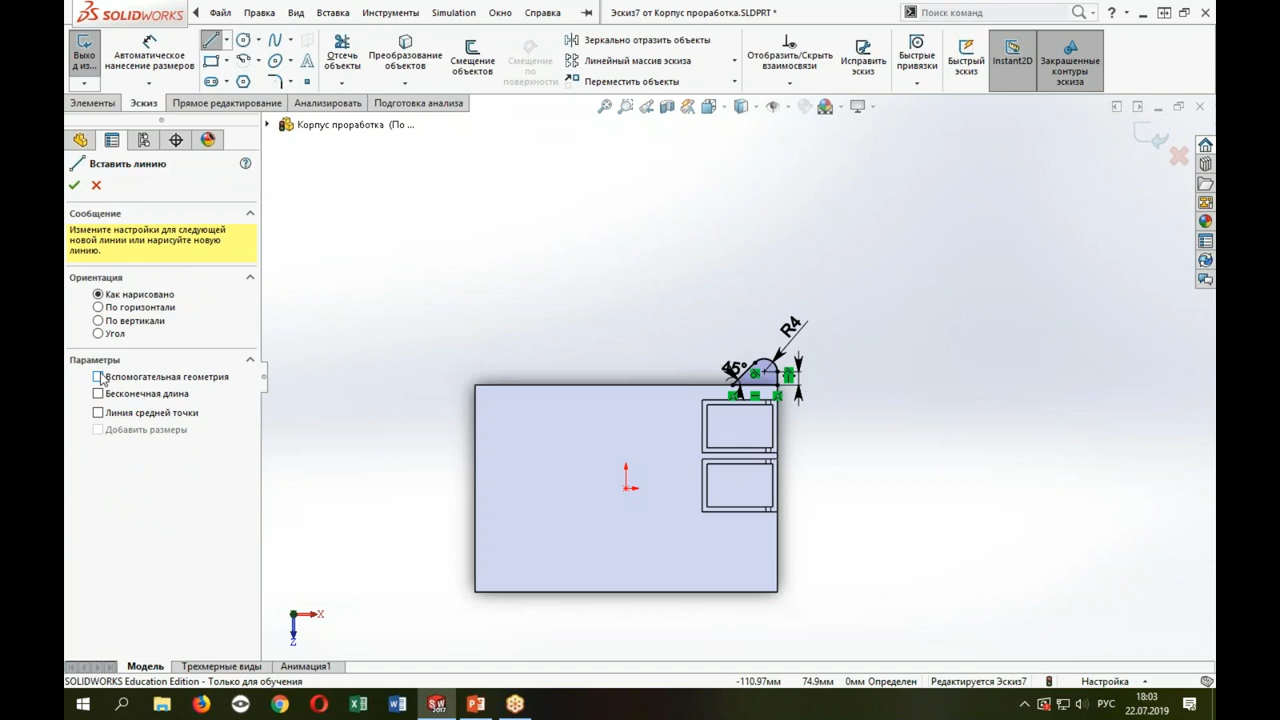 SOLIDWORKS
Файл Правка Вид Вставка Инструменты Simulation Окно Справка
Эскиз7 от Корпус проработка.SLDPRT *
Поиск команд
Выхо
д из...
Автоматическое
нанесение размеров
Отсечь
объекты
Преобразование
объектов
Смещение
объектов
Смещение
по
поверхности
Зеркально отразить объекты
Линейный массив эскиза
Переместить объекты
Отобразить/Скрыть
взаимосвязи
Исправить
эскиз
Быстрые
привязки
Быстрый
эскиз
Instant2D
Закрашенные
контуры
эскиза
Элементы Эскиз Прямое редактирование Анализировать Подготовка анализа
Корпус проработка (По ...
Вставить линию
Сообщение
Измените настройки для следующей
новой линии или нарисуйте новую
линию.
Ориентация
Как нарисовано
По горизонтали
По вертикали
Угол
Параметры
Вспомогательная геометрия
Бесконечная длина
Линия средней точки
Добавить размеры
R4
45°
X
Z
Модель Трехмерные виды Анимация1
SOLIDWORKS Education Edition - Только для обучения
-110.97мм 74.9мм 0мм Определен Редактируется Эскиз7 Настройка
РУС
18:03
22.07.2019